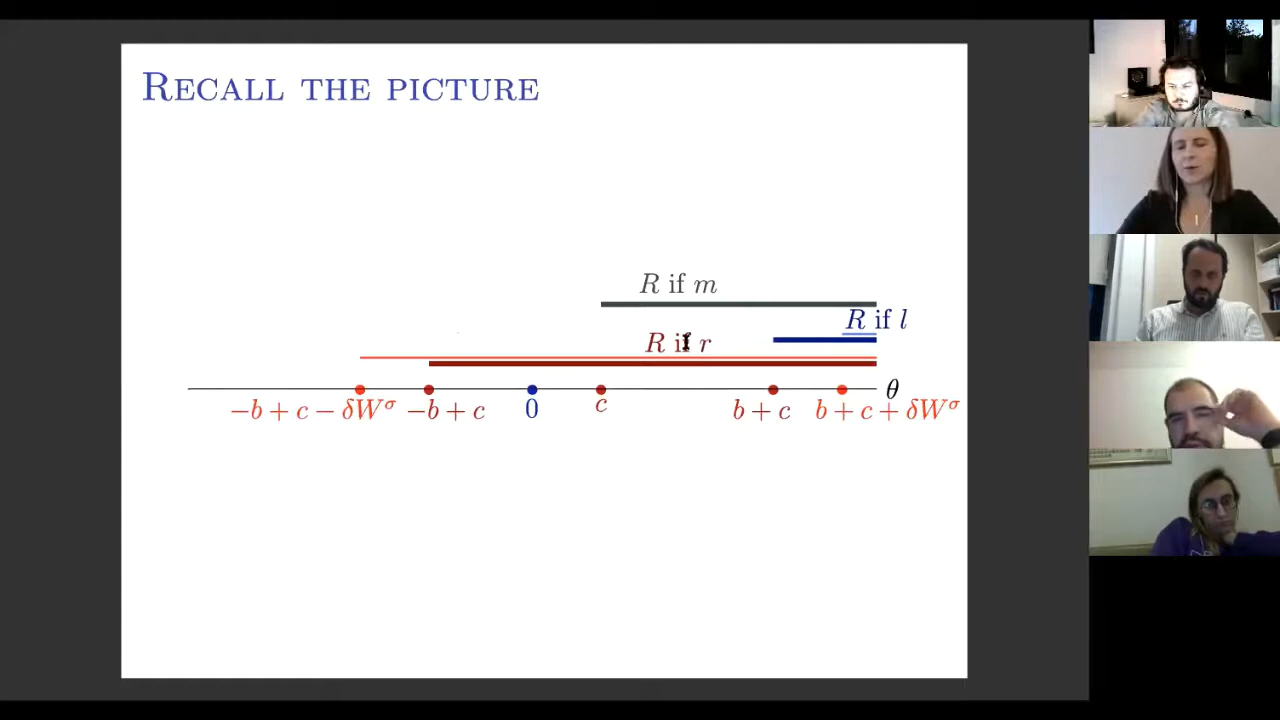 RECALL THE PICTURE
R if m
R if l
R if r
θ
−b + c − δW^σ −b + c 0 c b + c b + c + δW^σ